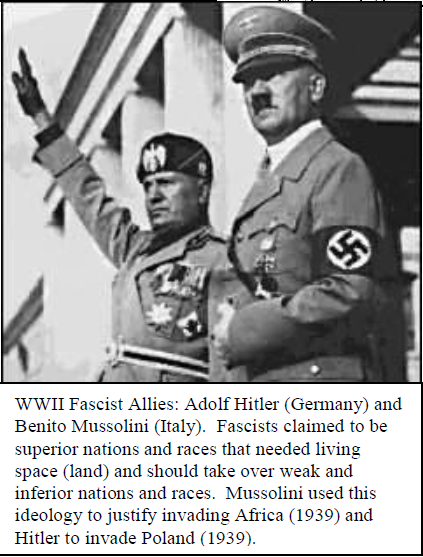 WWII Fascist Allies: Adolf Hitler (Germany) and
Benito Mussolini (Italy).  Fascists claimed to be
superior nations and races that needed living
space (land) and should take over weak and
inferior nations and races.  Mussolini used this
ideology to justify invading Africa (1939) and
Hitler to invade Poland (1939).